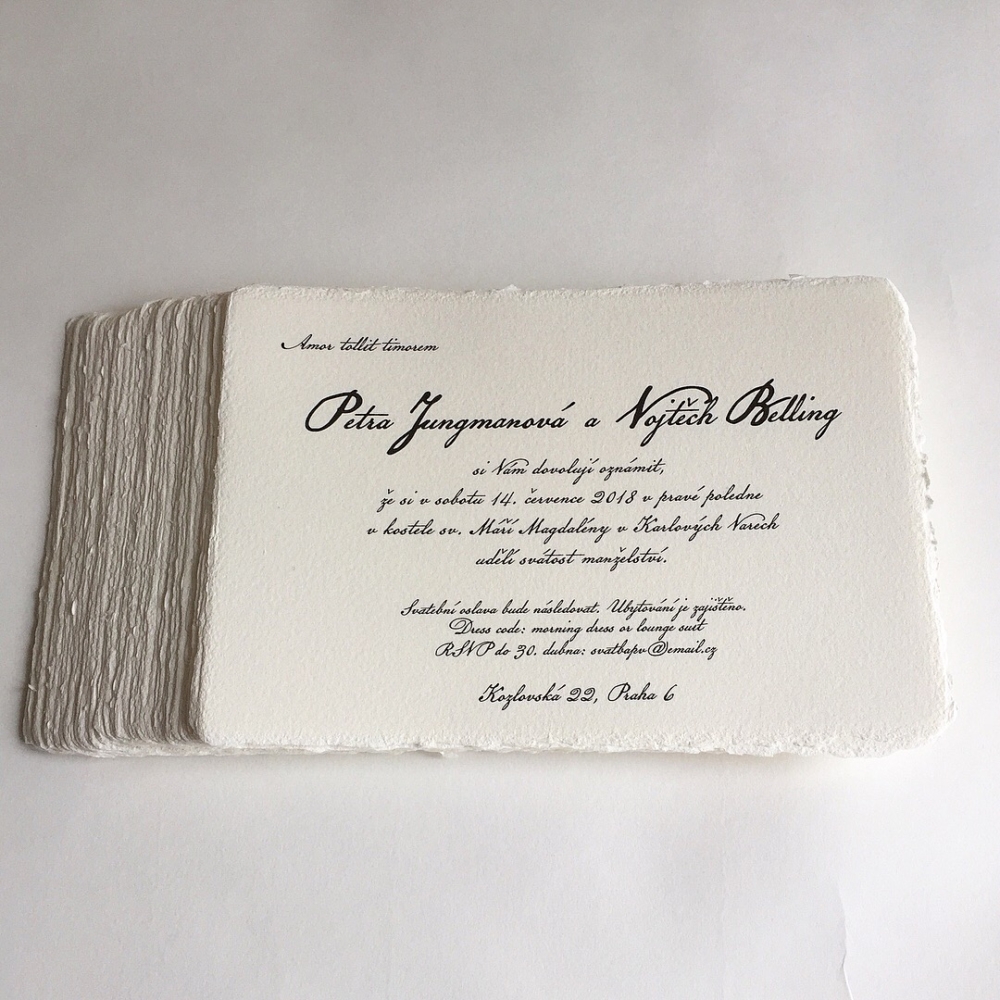 Amor tollit timorem
Petra Jungmanová a Vojtěch Belling
si Vám dovolují oznámit,
že si v sobotu 14. července 2018 v pravé poledne
v kostele sv. Máří Magdalény v Karlových Varech
udělí svátost manželství.
Svatební oslava bude následovat. Ubytování je zajištěno.
Dress code: morning dress or lounge suit
RSVP do 30. dubna: svatbapv@email.cz
Kozlovská 22, Praha 6